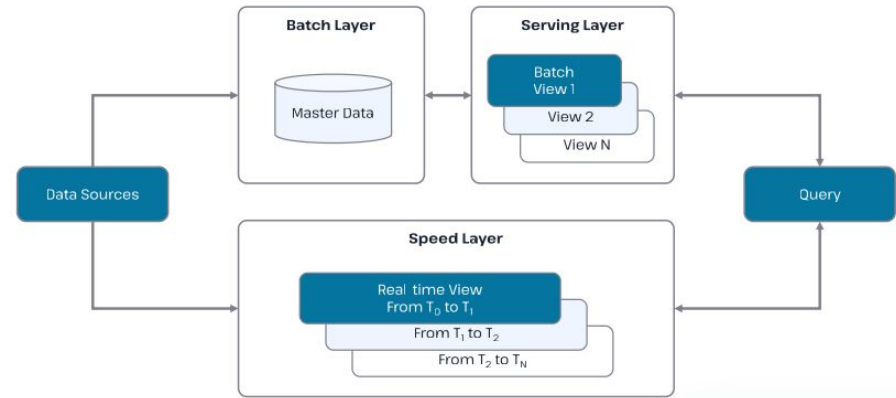 Batch Layer
Master Data
Serving Layer
Batch
View 1
View 2
View N
Data Sources
Query
Speed Layer
Real time View
From T₀ to T₁
From T₁ to T₂
From T₂ to Tₙ